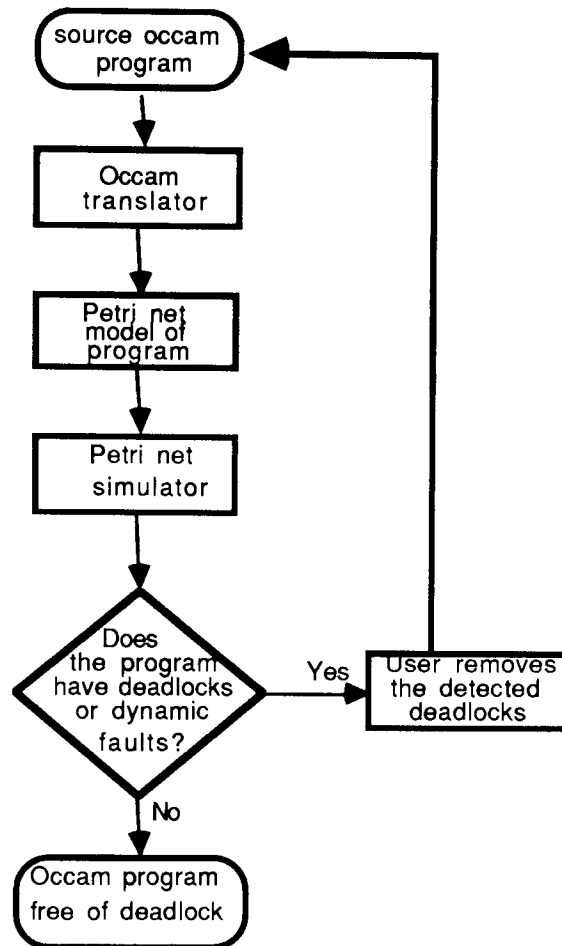 source occam
program
Occam
translator
Petri net
model of
program
Petri net
simulator
Does
the program
have deadlocks
or dynamic
faults?
Yes
User removes
the detected
deadlocks
No
Occam program
free of deadlock